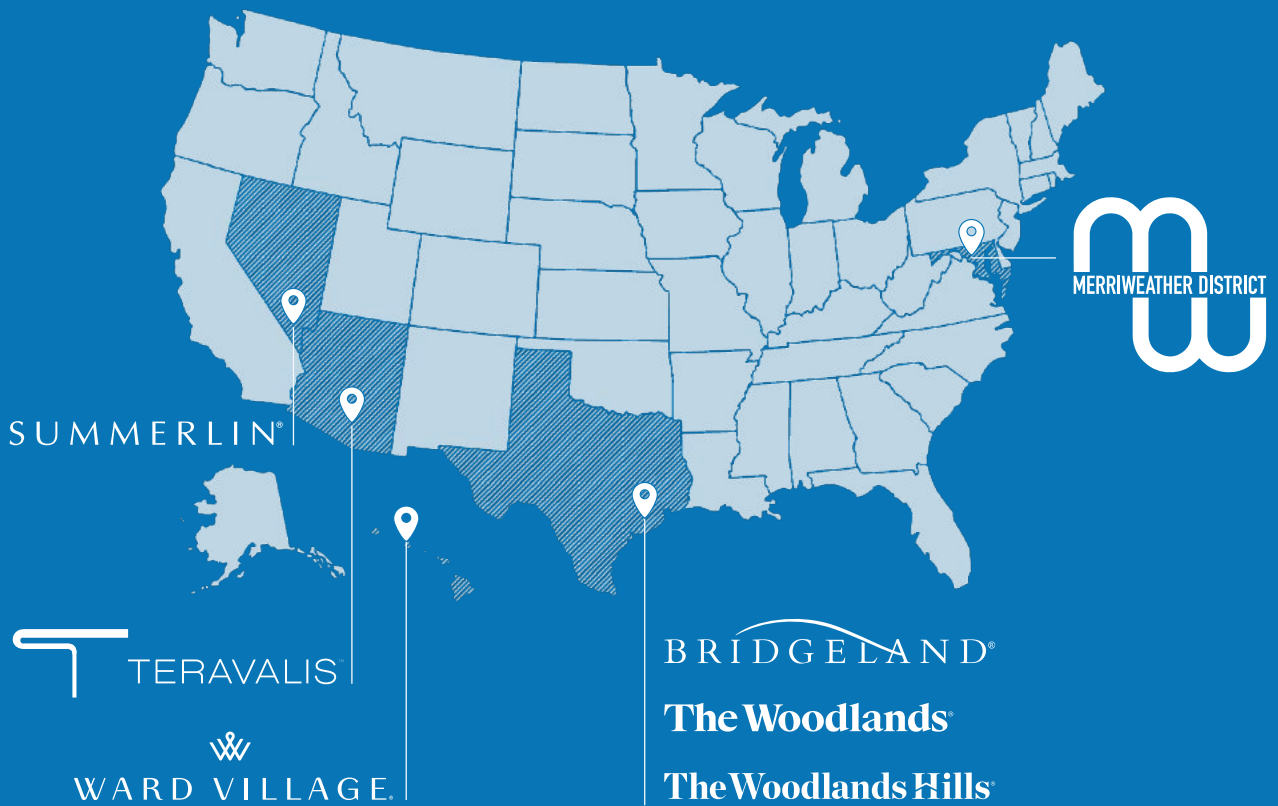 MERRIWEATHER DISTRICT
SUMMERLIN®
TERAVALIS™
BRIDGELAND®
The Woodlands®
WARD VILLAGE®
The Woodlands Hills®